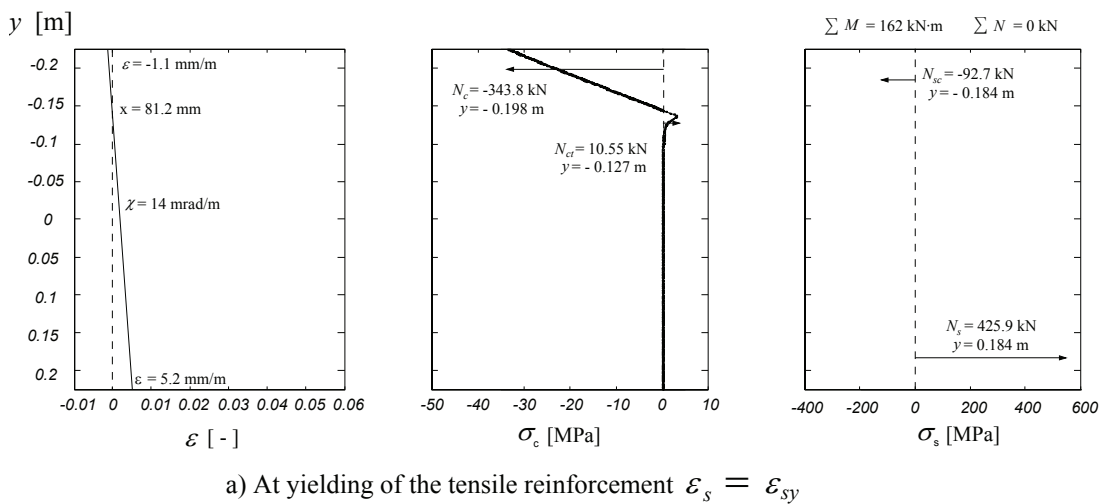 y [m]
∑ M = 162 kN·m ∑ N = 0 kN
-0.2
-0.15
-0.1
-0.05
0
0.05
0.1
0.15
0.2
ε = -1.1 mm/m
x = 81.2 mm
χ = 14 mrad/m
ε = 5.2 mm/m
-0.01 0 0.01 0.02 0.03 0.04 0.05 0.06
ε [ - ]
N_c = -343.8 kN
y = - 0.198 m
N_ct = 10.55 kN
y = - 0.127 m
-50 -40 -30 -20 -10 0 10
σ_c [MPa]
N_sc = -92.7 kN
y = - 0.184 m
N_s = 425.9 kN
y = 0.184 m
-400 -200 0 200 400 600
σ_s [MPa]
a) At yielding of the tensile reinforcement ε_s = ε_sy